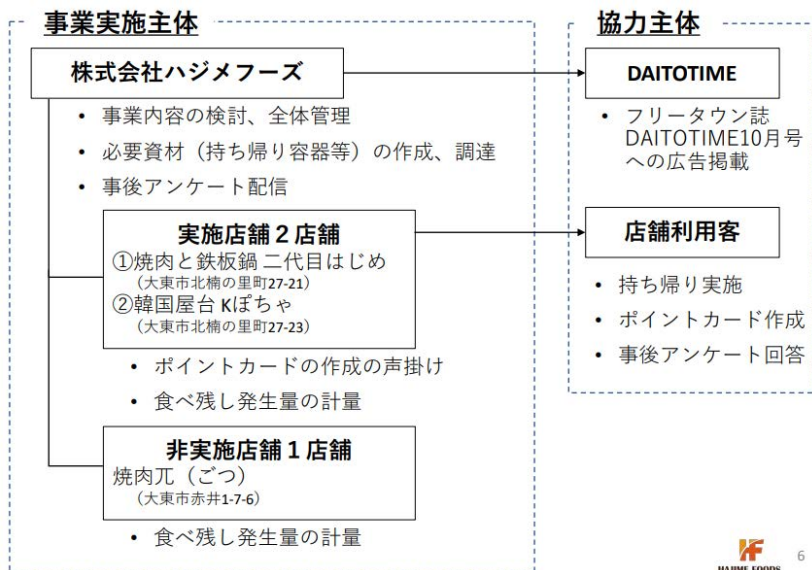 事業実施主体
株式会社ハジメフーズ
• 事業内容の検討、全体管理
• 必要資材（持ち帰り容器等）の作成、調達
• 事後アンケート配信
実施店舗２店舗
①焼肉と鉄板鍋 二代目はじめ
（大東市北楠の里町27-21）
②韓国屋台 Kぽちゃ
（大東市北楠の里町27-23）
• ポイントカードの作成の声掛け
• 食べ残し発生量の計量
非実施店舗１店舗
焼肉兀（ごつ）
（大東市赤井1-7-6）
• 食べ残し発生量の計量
協力主体
DAITOTIME
• フリータウン誌
DAITOTIME10月号
への広告掲載
店舗利用客
• 持ち帰り実施
• ポイントカード作成
• 事後アンケート回答
HAJIME FOODS
6